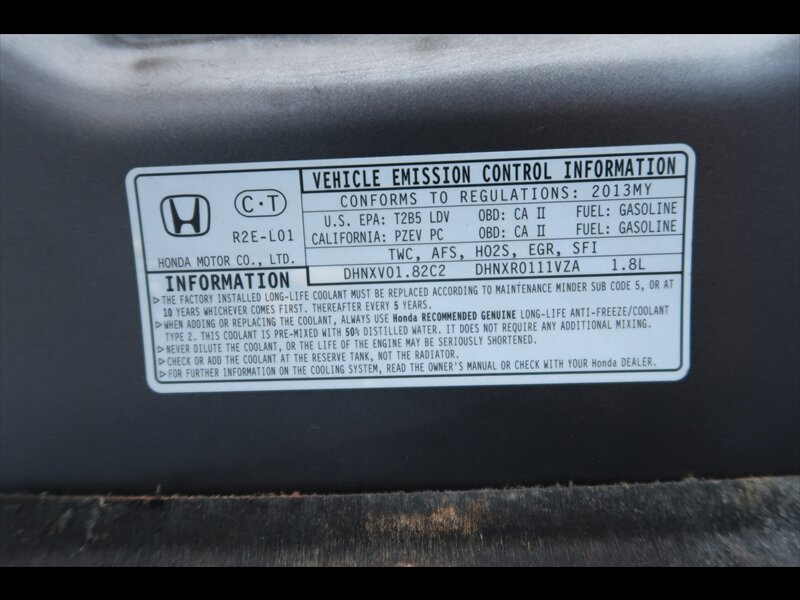 C·T
R2E-L01
HONDA MOTOR CO., LTD.
VEHICLE EMISSION CONTROL INFORMATION
CONFORMS TO REGULATIONS: 2013MY
U.S. EPA: T2B5 LDV OBD: CA II FUEL: GASOLINE
CALIFORNIA: PZEV PC OBD: CA II FUEL: GASOLINE
TWC, AFS, HO2S, EGR, SFI
DHNXV01.82C2 DHNXR0111VZA 1.8L
INFORMATION
▷THE FACTORY INSTALLED LONG-LIFE COOLANT MUST BE REPLACED ACCORDING TO MAINTENANCE MINDER SUB CODE 5, OR AT
10 YEARS WHICHEVER COMES FIRST. THEREAFTER EVERY 5 YEARS.
▷WHEN ADDING OR REPLACING THE COOLANT, ALWAYS USE Honda RECOMMENDED GENUINE LONG-LIFE ANTI-FREEZE/COOLANT
TYPE 2. THIS COOLANT IS PRE-MIXED WITH 50% DISTILLED WATER. IT DOES NOT REQUIRE ANY ADDITIONAL MIXING.
▷NEVER DILUTE THE COOLANT, OR THE LIFE OF THE ENGINE MAY BE SERIOUSLY SHORTENED.
▷CHECK OR ADD THE COOLANT AT THE RESERVE TANK, NOT THE RADIATOR.
▷FOR FURTHER INFORMATION ON THE COOLING SYSTEM, READ THE OWNER'S MANUAL OR CHECK WITH YOUR Honda DEALER.